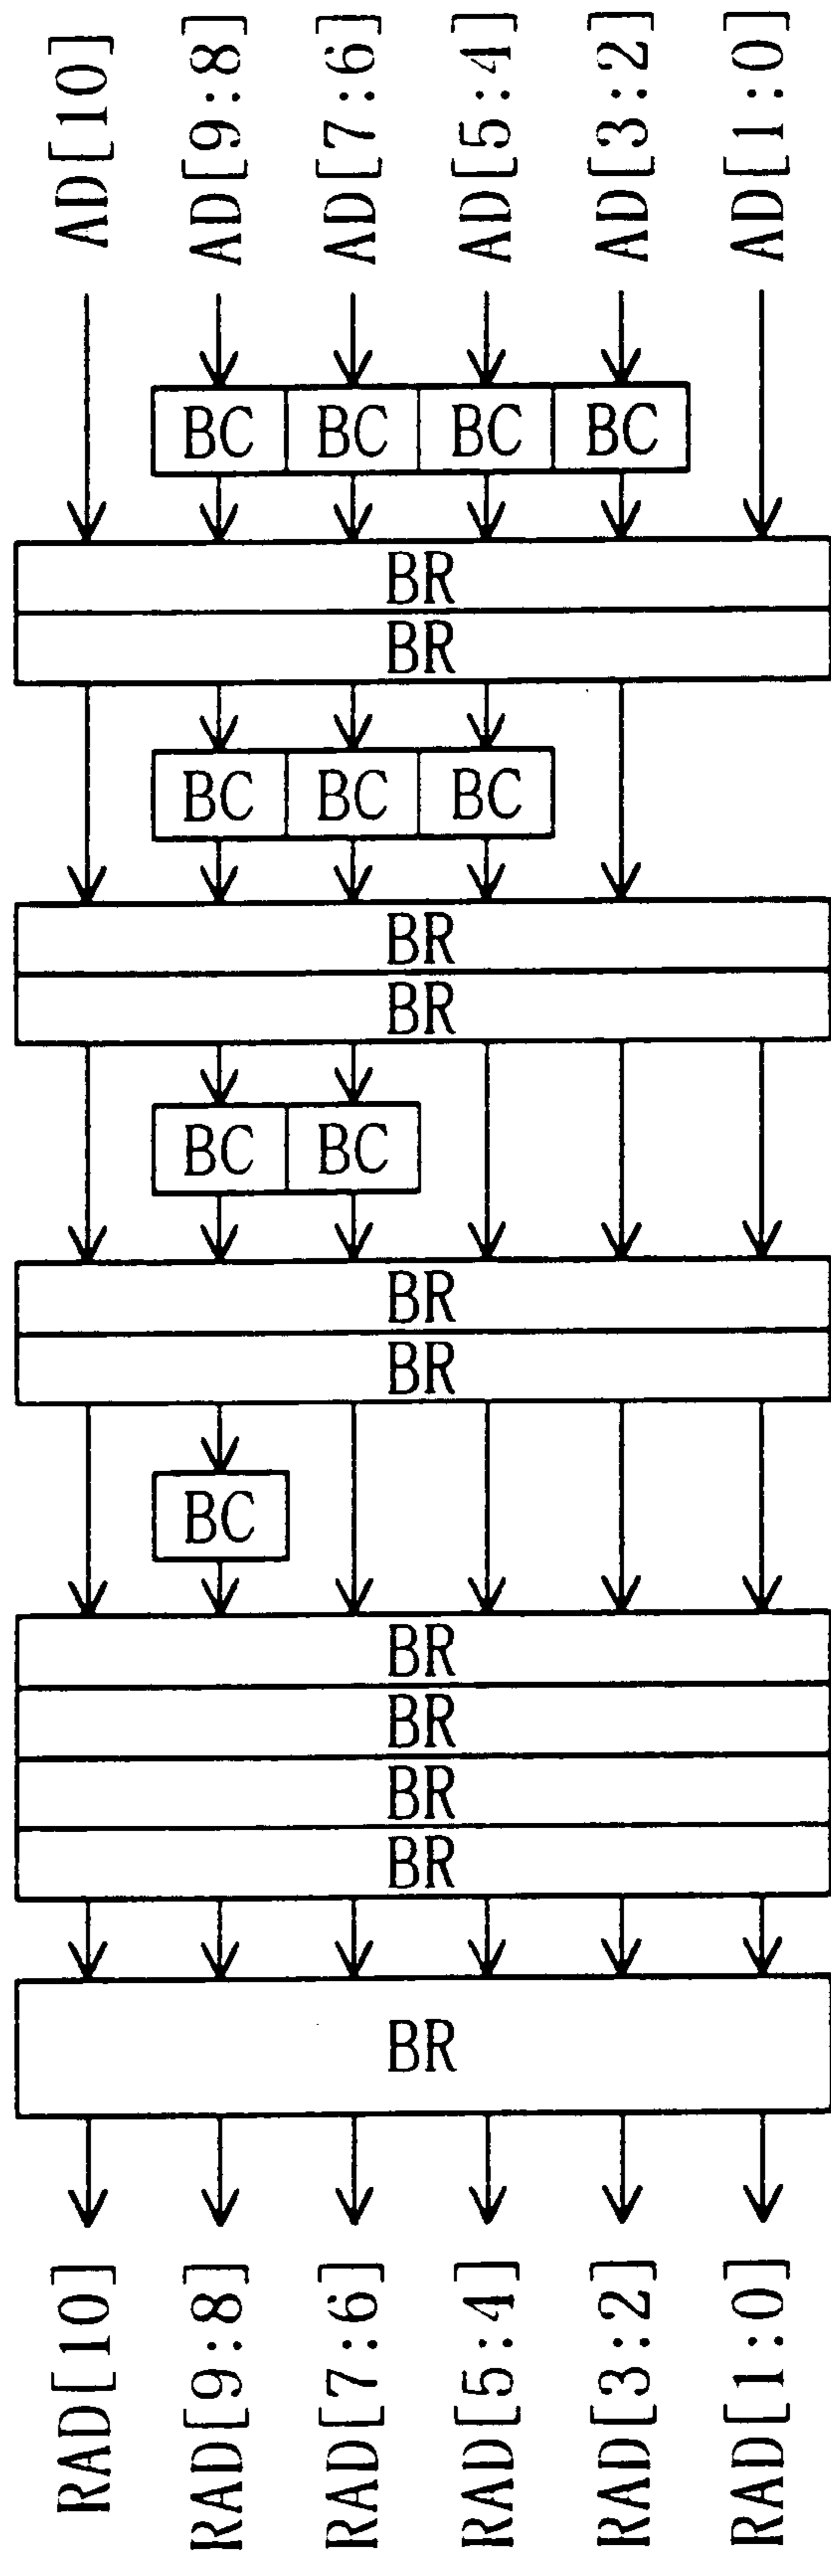 AD[10]
AD[9:8]
AD[7:6]
AD[5:4]
AD[3:2]
AD[1:0]
BC BC BC BC
BR
BR
BC BC BC
BR
BR
BC BC
BR
BR
BC
BR
BR
BR
BR
BR
RAD[10]
RAD[9:8]
RAD[7:6]
RAD[5:4]
RAD[3:2]
RAD[1:0]